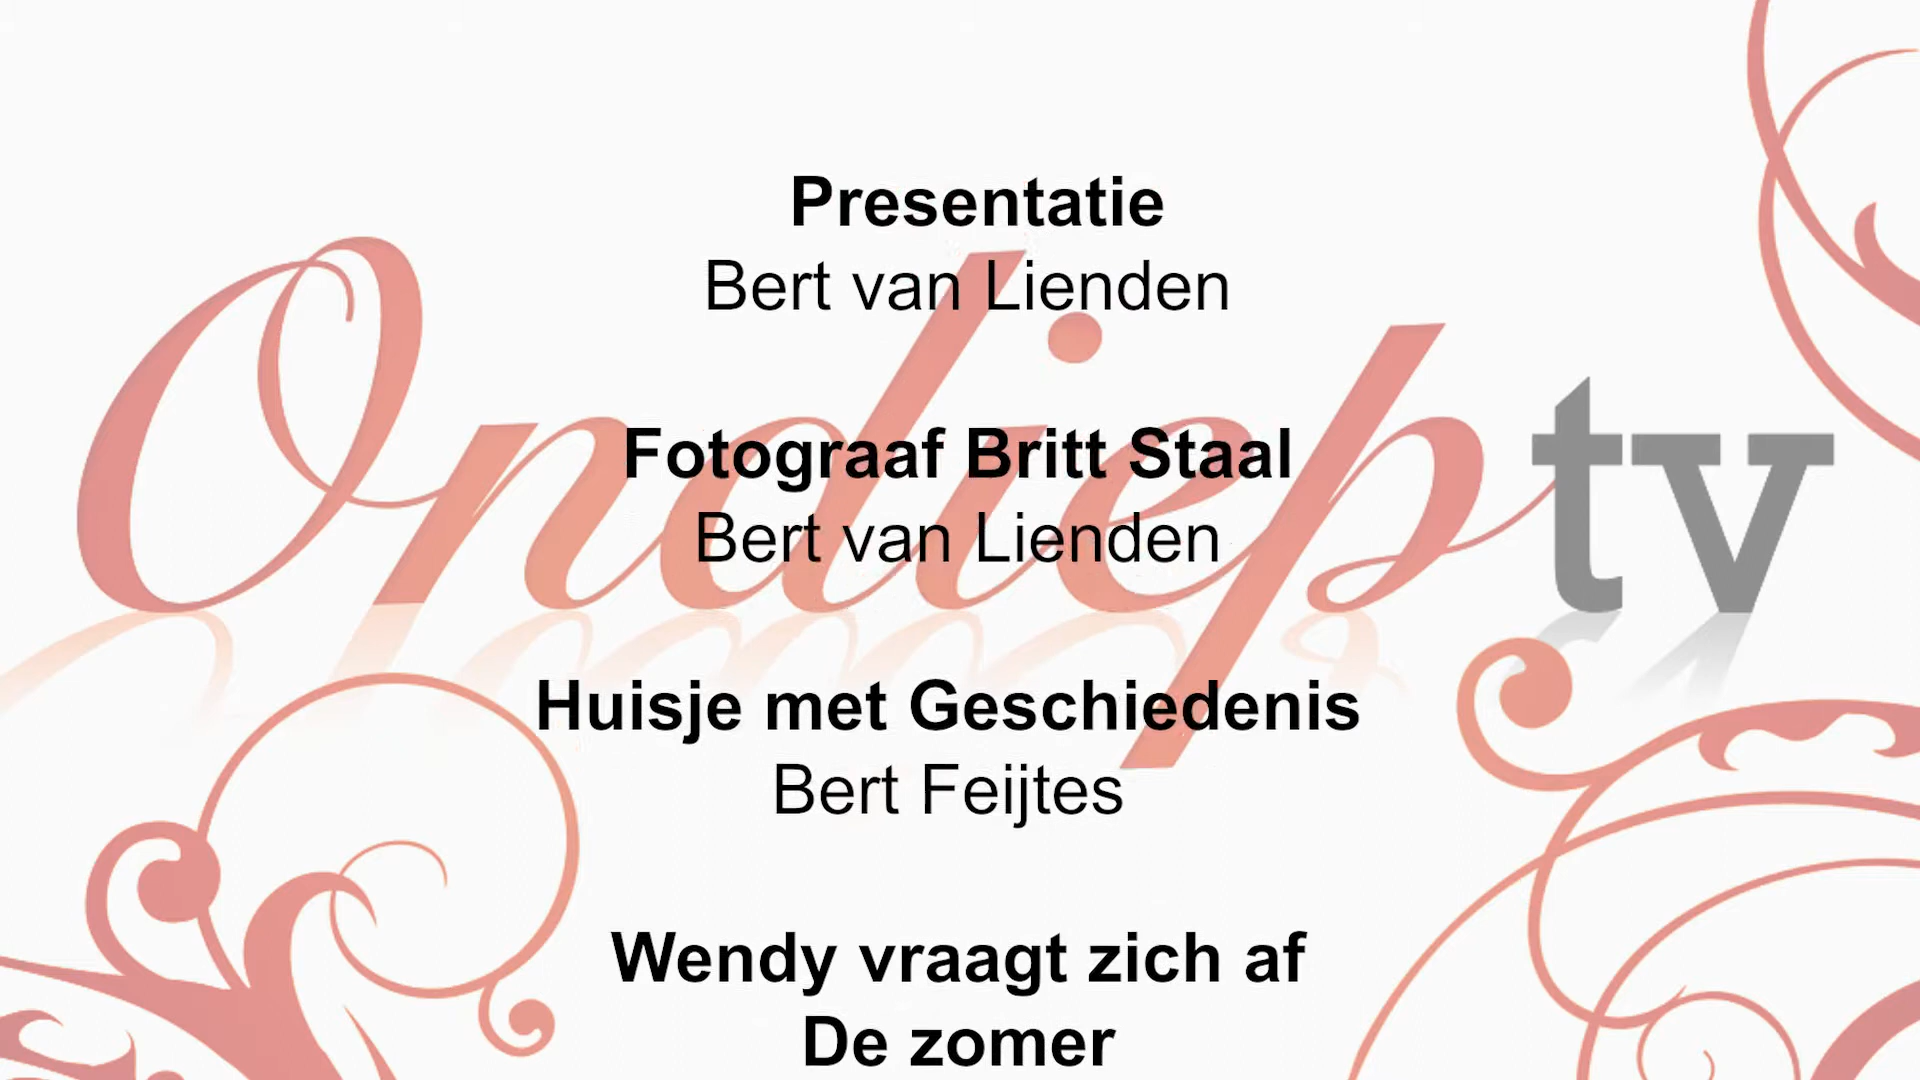 Presentatie
Bert van Lienden
Ondiep tv
Fotograaf Britt Staal
Bert van Lienden
Huisje met Geschiedenis
Bert Feijtes
Wendy vraagt zich af
De zomer